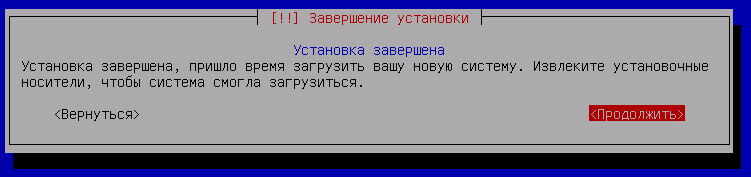 [!!] Завершение установки
Установка завершена
Установка завершена, пришло время загрузить вашу новую систему. Извлеките установочные
носители, чтобы система смогла загрузиться.
<Вернуться> <Продолжить>